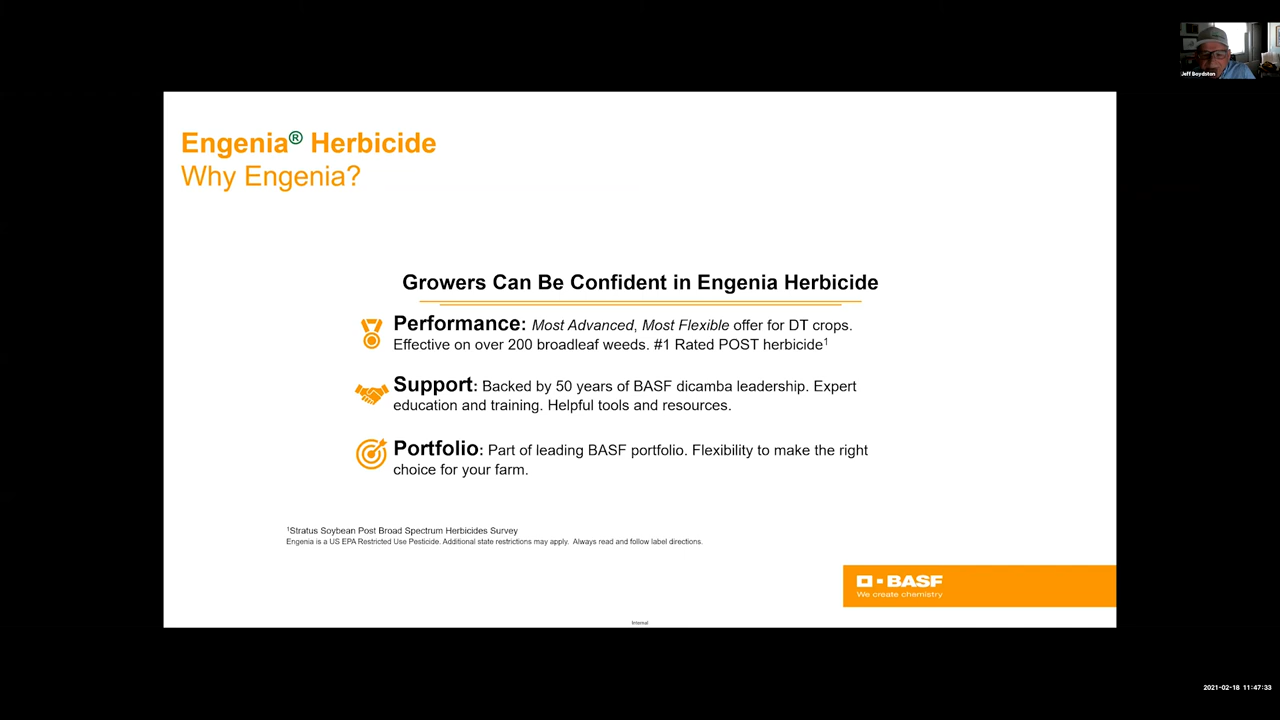 Jeff Boydston
Engenia® Herbicide
Why Engenia?
Growers Can Be Confident in Engenia Herbicide
Performance: Most Advanced, Most Flexible offer for DT crops.
Effective on over 200 broadleaf weeds. #1 Rated POST herbicide¹
Support: Backed by 50 years of BASF dicamba leadership. Expert
education and training. Helpful tools and resources.
Portfolio: Part of leading BASF portfolio. Flexibility to make the right
choice for your farm.
¹Stratus Soybean Post Broad Spectrum Herbicides Survey
Engenia is a US EPA Restricted Use Pesticide. Additional state restrictions may apply. Always read and follow label directions.
BASF
We create chemistry
Internal
2021-02-18 11:47:33